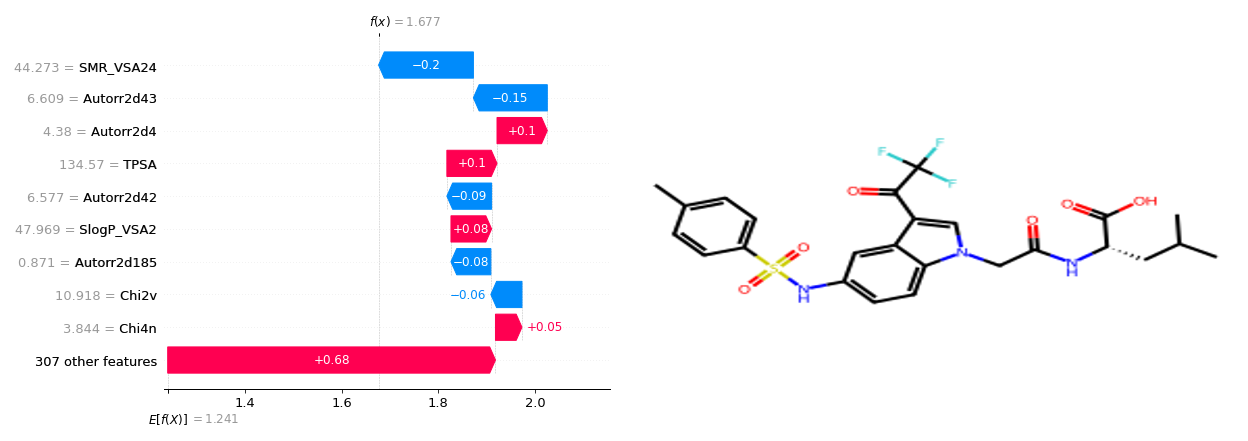 f(x) = 1.677
44.273 = SMR_VSA24
−0.2
6.609 = Autorr2d43
−0.15
4.38 = Autorr2d4
+0.1
134.57 = TPSA
+0.1
6.577 = Autorr2d42
−0.09
47.969 = SlogP_VSA2
+0.08
0.871 = Autorr2d185
−0.08
10.918 = Chi2v
−0.06
3.844 = Chi4n
+0.05
307 other features
+0.68
1.4 1.6 1.8 2.0
E[f(X)] = 1.241
F
F
F
O
O
O
OH
O
N
N
H
S
O
N
H
O